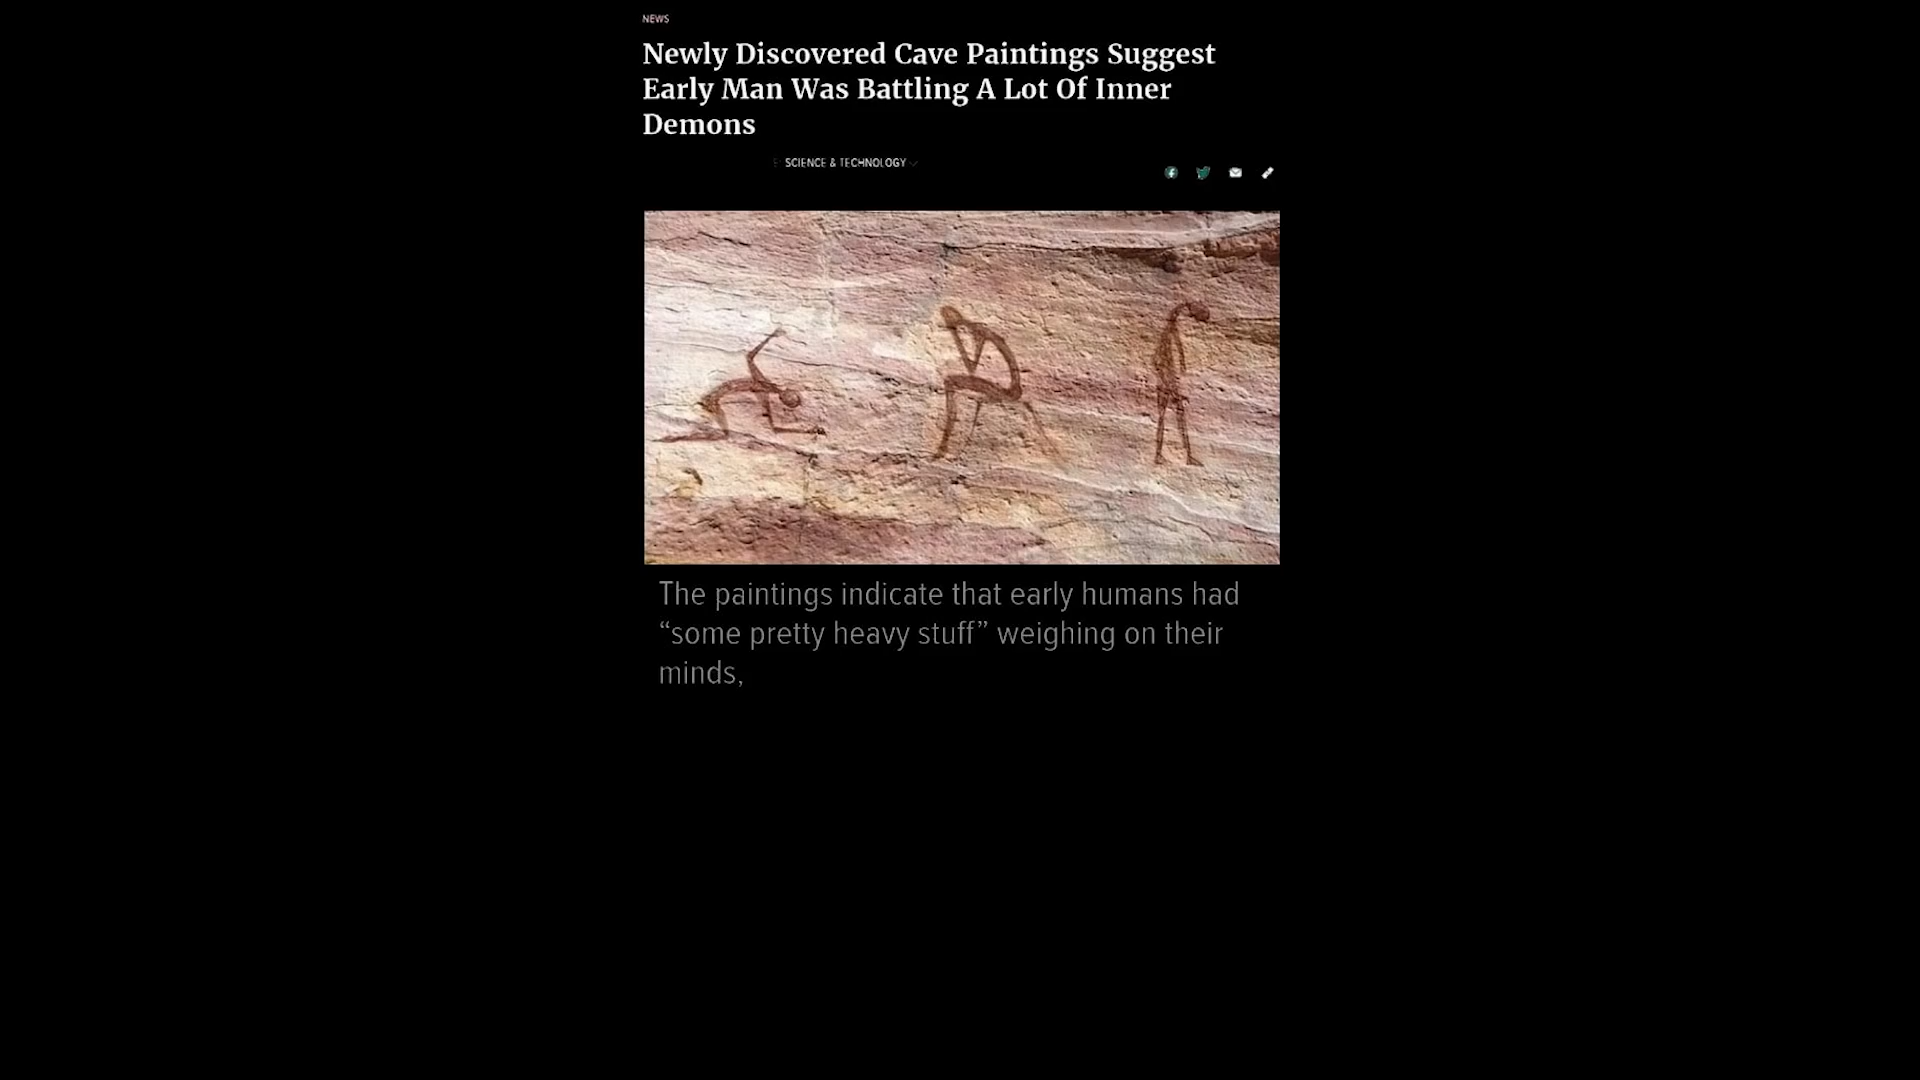 NEWS
Newly Discovered Cave Paintings Suggest
Early Man Was Battling A Lot Of Inner
Demons
SCIENCE & TECHNOLOGY
The paintings indicate that early humans had
“some pretty heavy stuff” weighing on their
minds,